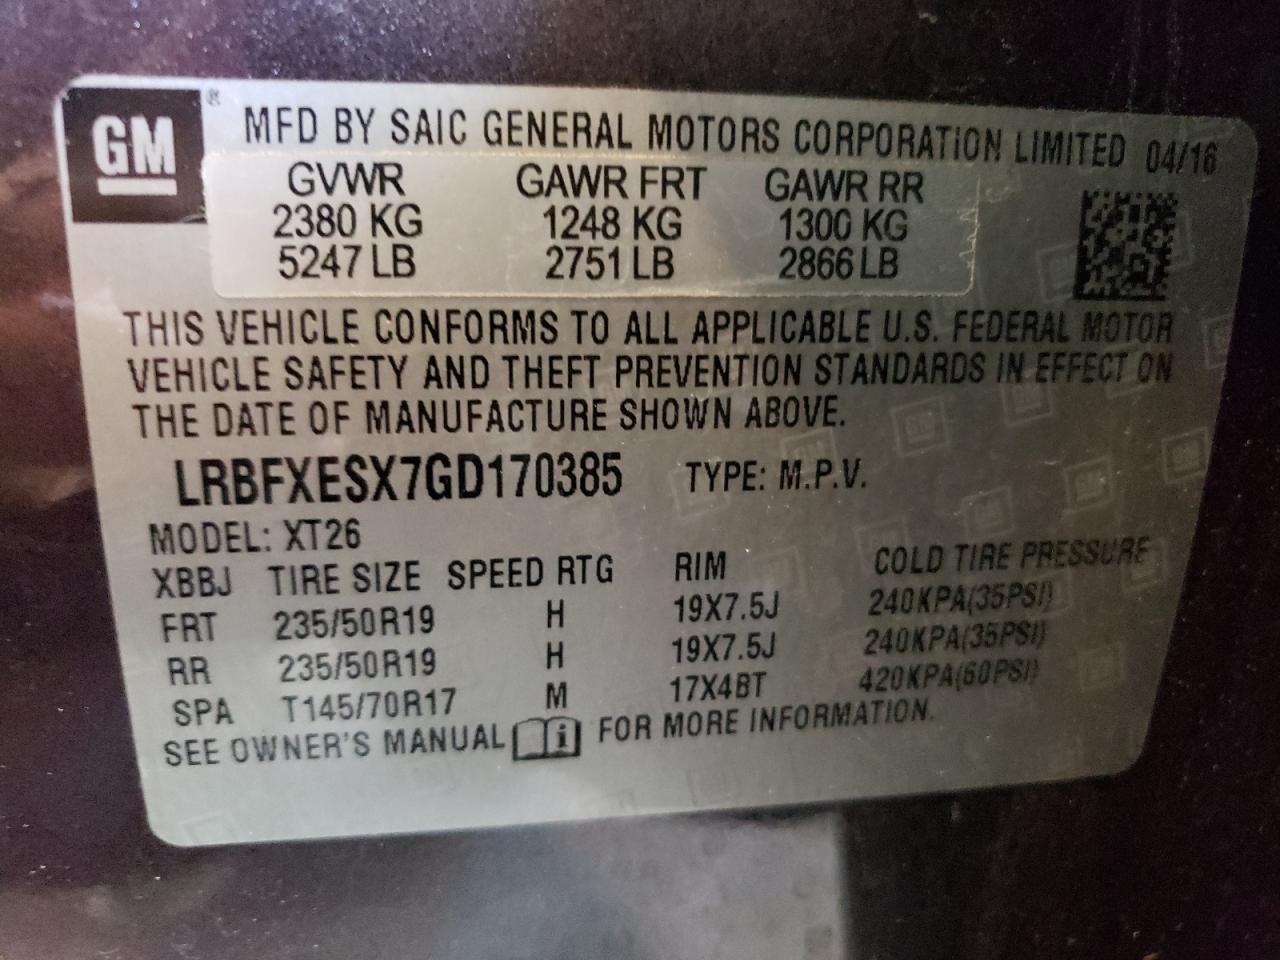 GM ® MFD BY SAIC GENERAL MOTORS CORPORATION LIMITED 04/16
GVWR GAWR FRT GAWR RR
2380 KG 1248 KG 1300 KG
5247 LB 2751 LB 2866 LB
THIS VEHICLE CONFORMS TO ALL APPLICABLE U.S. FEDERAL MOTOR
VEHICLE SAFETY AND THEFT PREVENTION STANDARDS IN EFFECT ON
THE DATE OF MANUFACTURE SHOWN ABOVE.
LRBFXESX7GD170385 TYPE: M.P.V.
MODEL: XT26
XBBJ TIRE SIZE SPEED RTG RIM COLD TIRE PRESSURE
FRT 235/50R19 H 19X7.5J 240KPA(35PSI)
RR 235/50R19 H 19X7.5J 240KPA(35PSI)
SPA T145/70R17 M 17X4BT 420KPA(60PSI)
SEE OWNER'S MANUAL i FOR MORE INFORMATION.